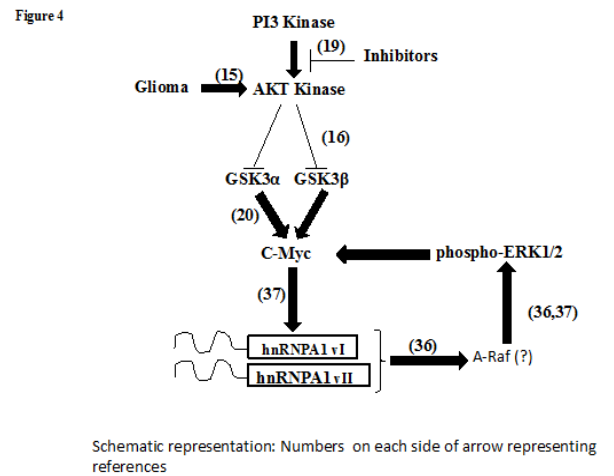 Figure 4
PI3 Kinase
(19)
Inhibitors
Glioma
(15)
AKT Kinase
(16)
GSK3α
GSK3β
(20)
C-Myc
phospho-ERK1/2
(37)
(36,37)
hnRNPA1 vI
(36)
A-Raf (?)
hnRNPA1 vII
Schematic representation: Numbers on each side of arrow representing
references